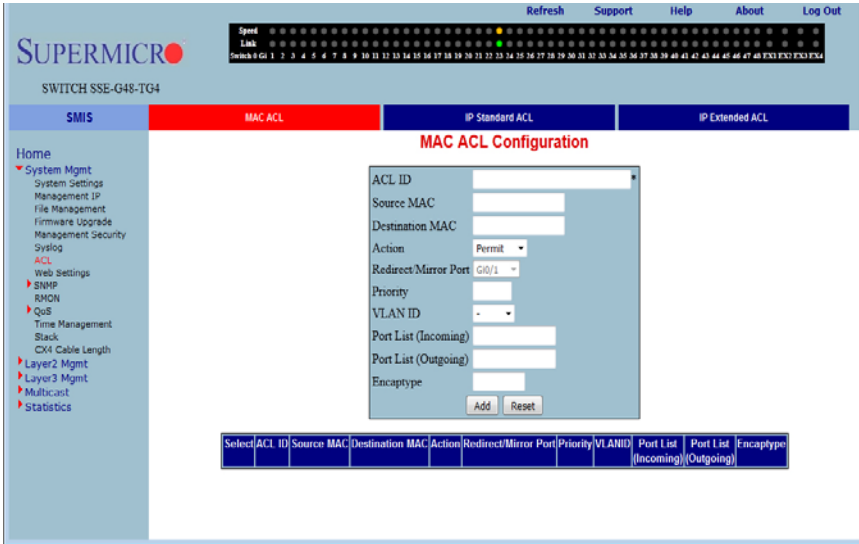 Refresh Support Help About Log Out
Speed
Link
Switch 0 Gi 1 2 3 4 5 6 7 8 9 10 11 12 13 14 15 16 17 18 19 20 21 22 23 24 25 26 27 28 29 30 31 32 33 34 35 36 37 38 39 40 41 42 43 44 45 46 47 48 EX1 EX2 EX3 EX4
SUPERMICRO
SWITCH SSE-G48-TG4
SMIS MAC ACL IP Standard ACL IP Extended ACL
MAC ACL Configuration
Home
System Mgmt
System Settings
Management IP
File Management
Firmware Upgrade
Management Security
Syslog
ACL
Web Settings
SNMP
RMON
QoS
Time Management
Stack
CX4 Cable Length
Layer2 Mgmt
Layer3 Mgmt
Multicast
Statistics
ACL ID *
Source MAC
Destination MAC
Action Permit
Redirect/Mirror Port Gi0/1
Priority
VLAN ID -
Port List (Incoming)
Port List (Outgoing)
Encaptype
Add Reset
Select ACL ID Source MAC Destination MAC Action Redirect/Mirror Port Priority VLANID Port List (Incoming) Port List (Outgoing) Encaptype